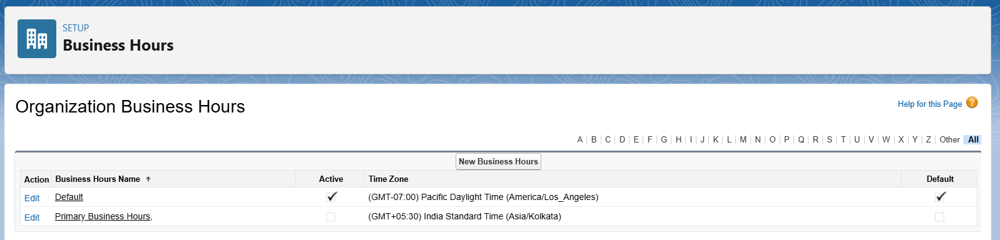 SETUP
Business Hours
Organization Business Hours
Help for this Page ?
A | B | C | D | E | F | G | H | I | J | K | L | M | N | O | P | Q | R | S | T | U | V | W | X | Y | Z | Other | All
New Business Hours
Action Business Hours Name ↑ Active Time Zone Default
Edit Default ✓ (GMT-07:00) Pacific Daylight Time (America/Los_Angeles) ✓
Edit Primary Business Hours, (GMT+05:30) India Standard Time (Asia/Kolkata)